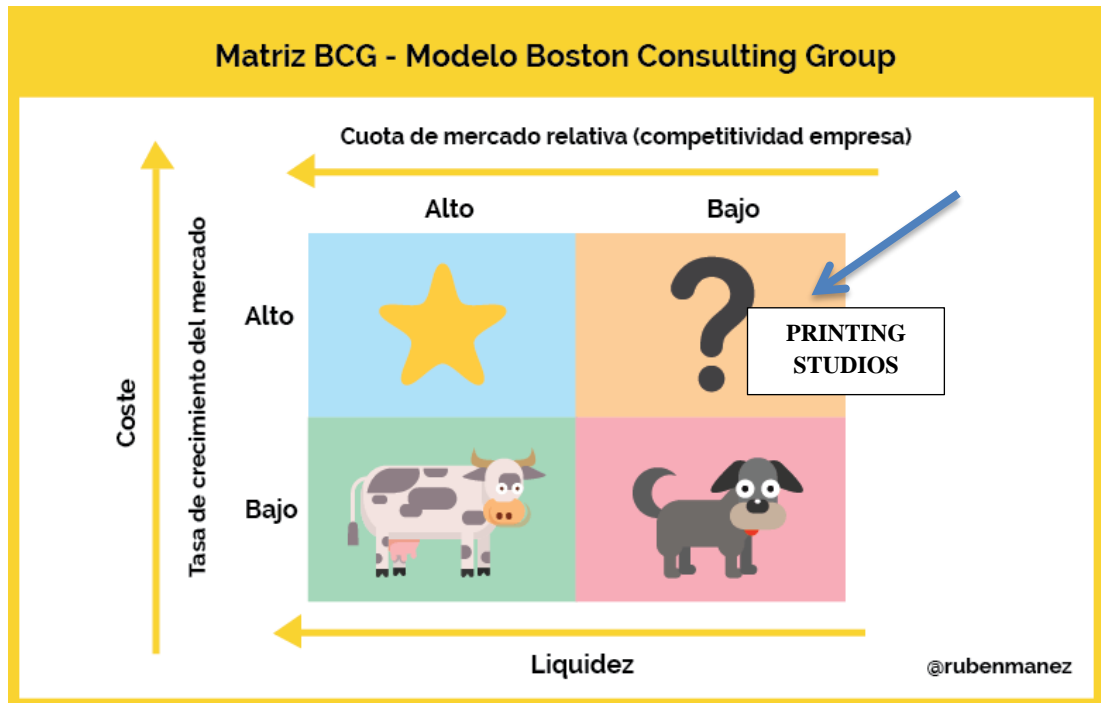 Matriz BCG - Modelo Boston Consulting Group
Cuota de mercado relativa (competitividad empresa)
Alto
Bajo
Coste
Tasa de crecimiento del mercado
Alto
PRINTING
STUDIOS
Bajo
Liquidez
@rubenmanez